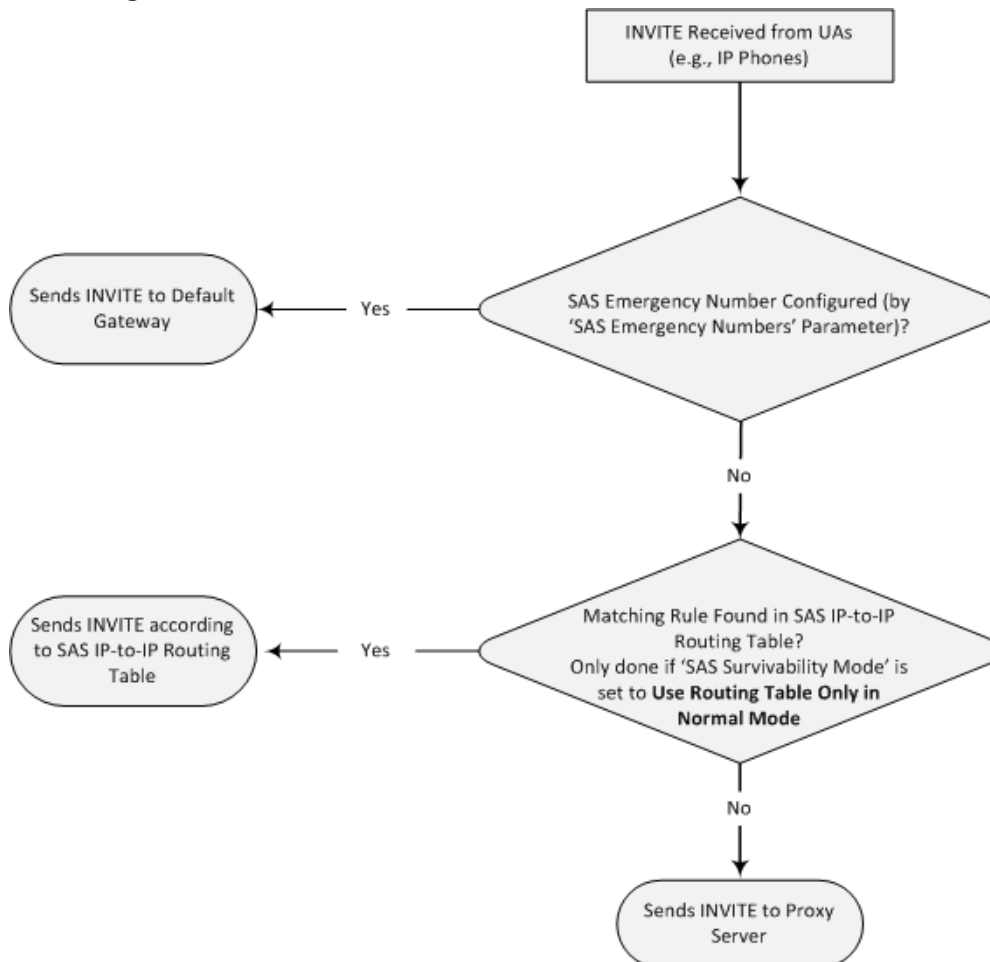 INVITE Received from UAs
(e.g., IP Phones)
Sends INVITE to Default
Gateway
Yes
SAS Emergency Number Configured (by
‘SAS Emergency Numbers’ Parameter)?
No
Sends INVITE according
to SAS IP-to-IP Routing
Table
Yes
Matching Rule Found in SAS IP-to-IP
Routing Table?
Only done if ‘SAS Survivability Mode’ is
set to Use Routing Table Only in
Normal Mode
No
Sends INVITE to Proxy
Server